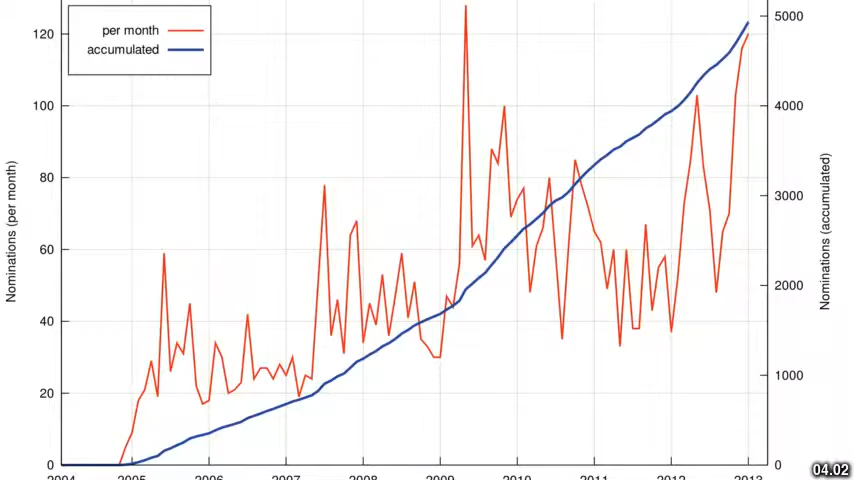 per month
accumulated
120
100
80
60
40
20
0
5000
4000
3000
2000
1000
0
Nominations (per month)
Nominations (accumulated)
2004 2005 2006 2007 2008 2009 2010 2011 2012 2013
04.02